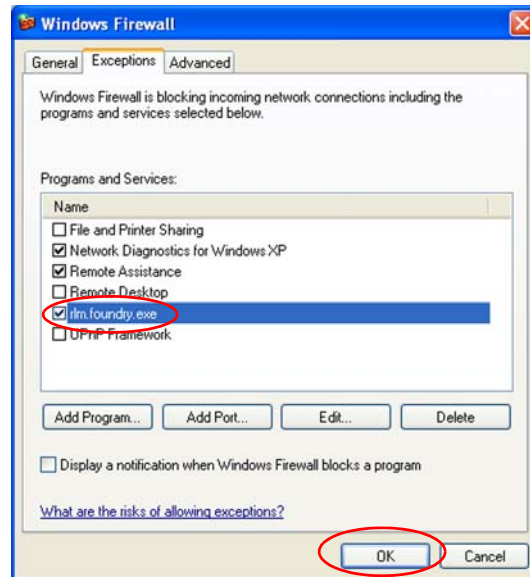 Windows Firewall
General Exceptions Advanced
Windows Firewall is blocking incoming network connections including the
programs and services selected below.
Programs and Services:
Name
File and Printer Sharing
Network Diagnostics for Windows XP
Remote Assistance
Remote Desktop
rlm.foundry.exe
UPnP Framework
Add Program... Add Port... Edit... Delete
Display a notification when Windows Firewall blocks a program
What are the risks of allowing exceptions?
OK Cancel